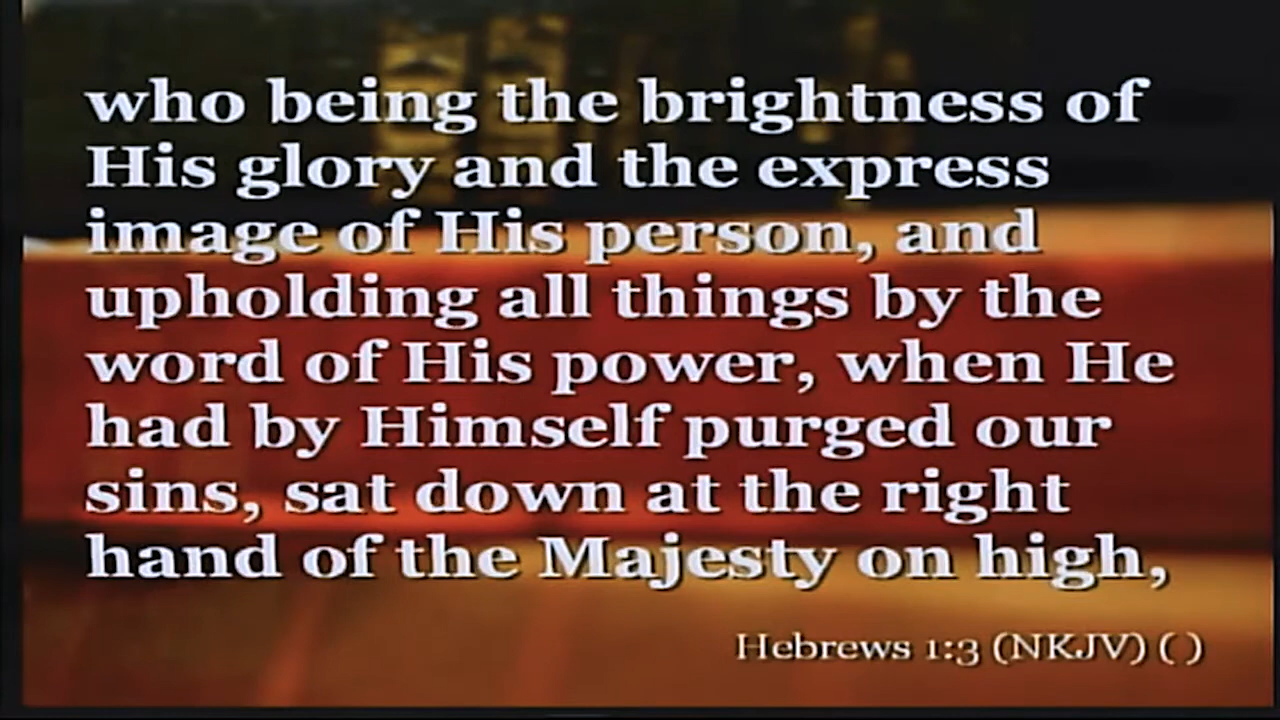 who being the brightness of
His glory and the express
image of His person, and
upholding all things by the
word of His power, when He
had by Himself purged our
sins, sat down at the right
hand of the Majesty on high,
Hebrews 1:3 (NKJV) ( )